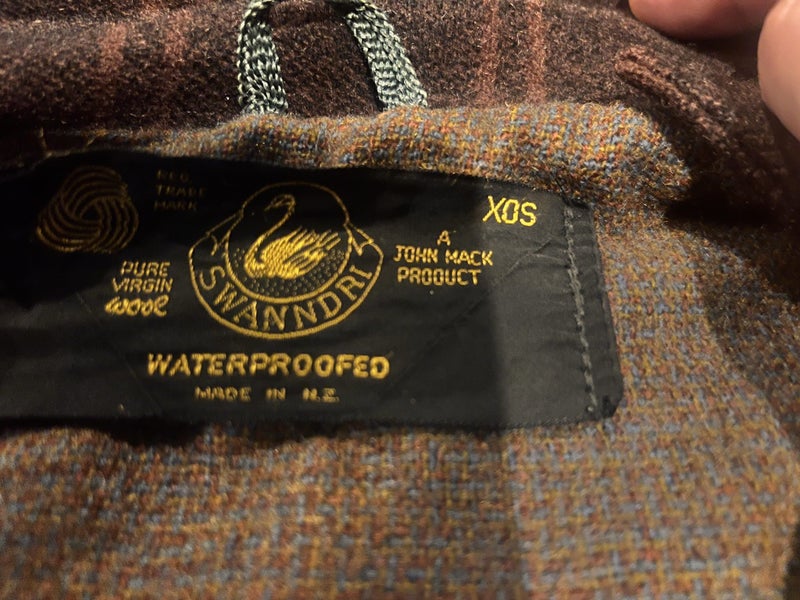 REG.
TRADE
MARK
PURE
VIRGIN
WOOL
SWANNDRI
XOS
A
JOHN MACK
PRODUCT
WATERPROOFED
MADE IN N.Z.